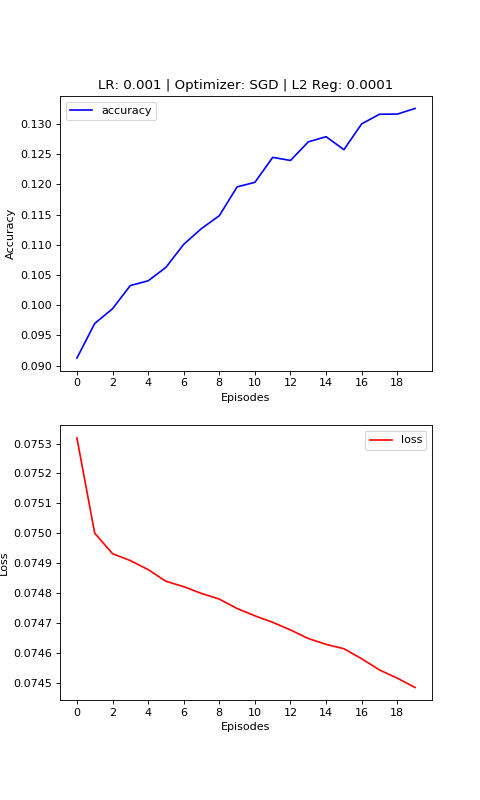 LR: 0.001 | Optimizer: SGD | L2 Reg: 0.0001
accuracy
0.130
0.125
0.120
0.115
0.110
0.105
0.100
0.095
0.090
Accuracy
0 2 4 6 8 10 12 14 16 18
Episodes
loss
0.0753
0.0752
0.0751
0.0750
0.0749
0.0748
0.0747
0.0746
0.0745
Loss
0 2 4 6 8 10 12 14 16 18
Episodes